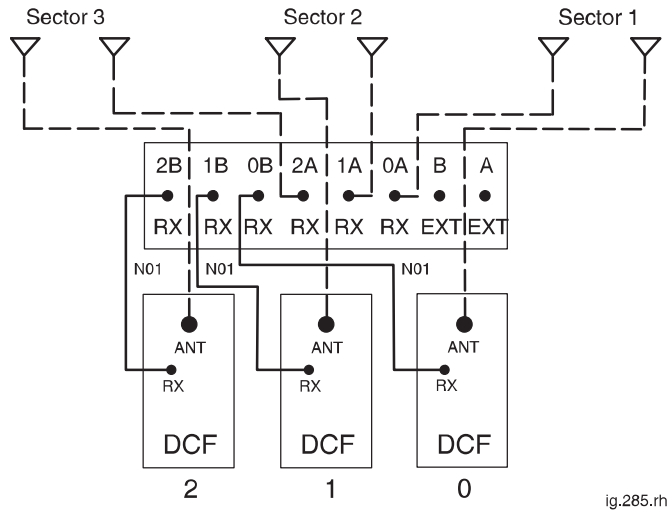 Sector 3 Sector 2 Sector 1
2B 1B 0B 2A 1A 0A B A
RX RX RX RX RX RX EXT EXT
N01 N01 N01
ANT ANT ANT
RX RX RX
DCF DCF DCF
2 1 0
ig.285.rh